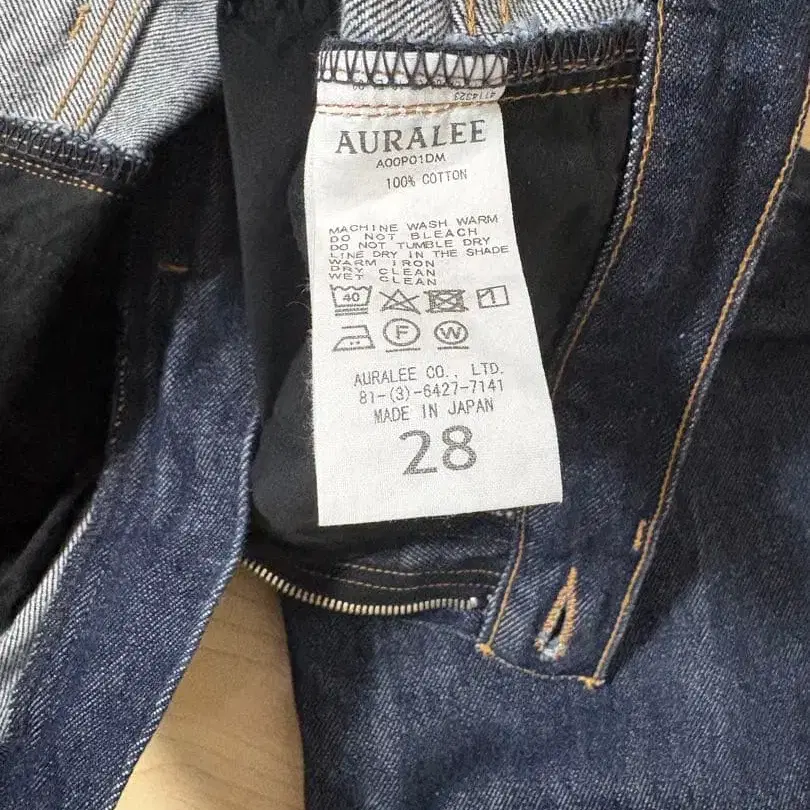 4114323
AURALEE
A00P01DM
100% COTTON
MACHINE WASH WARM
DO NOT BLEACH
DO NOT TUMBLE DRY
LINE DRY IN THE SHADE
WARM IRON
DRY CLEAN
WET CLEAN
40
F
W
AURALEE CO., LTD.
81-(3)-6427-7141
MADE IN JAPAN
28